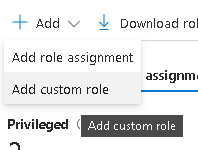 Add
Download rol
Add role assignment
assignm
Add custom role
Privileged
Add custom role